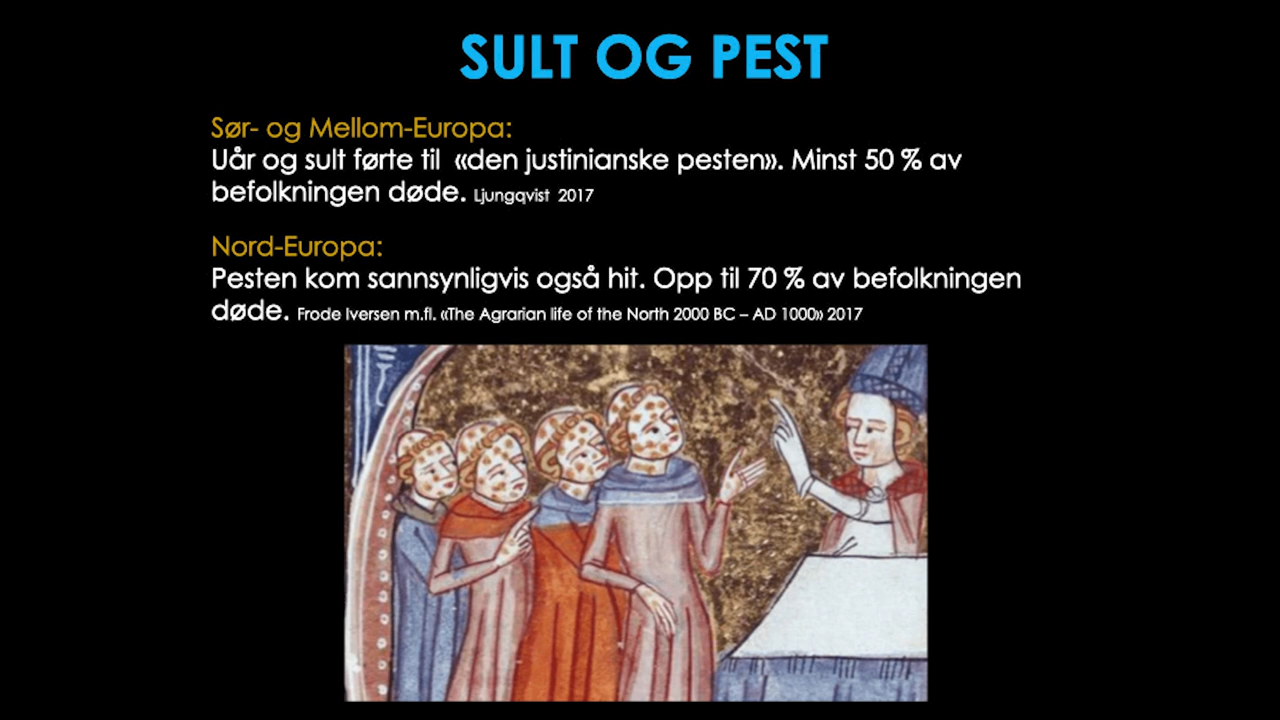 SULT OG PEST
Sør- og Mellom-Europa:
Uår og sult førte til «den justinianske pesten». Minst 50 % av
befolkningen døde. Ljungqvist 2017
Nord-Europa:
Pesten kom sannsynligvis også hit. Opp til 70 % av befolkningen
døde. Frode Iversen m.fl. «The Agrarian life of the North 2000 BC – AD 1000» 2017